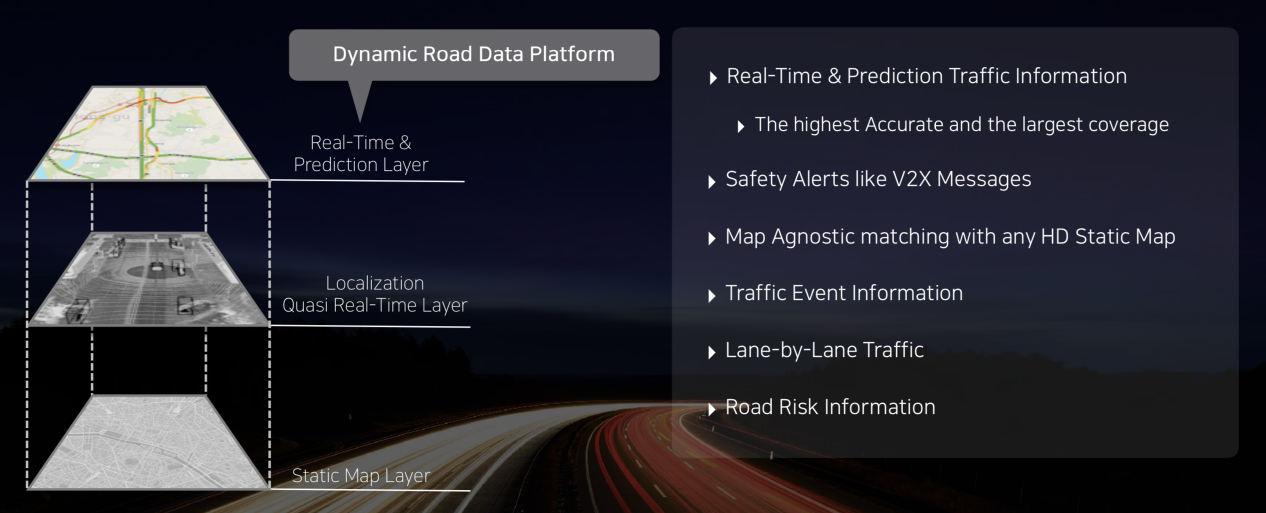 Dynamic Road Data Platform
Real-Time &
Prediction Layer
Localization
Quasi Real-Time Layer
Static Map Layer
Real-Time & Prediction Traffic Information
The highest Accurate and the largest coverage
Safety Alerts like V2X Messages
Map Agnostic matching with any HD Static Map
Traffic Event Information
Lane-by-Lane Traffic
Road Risk Information